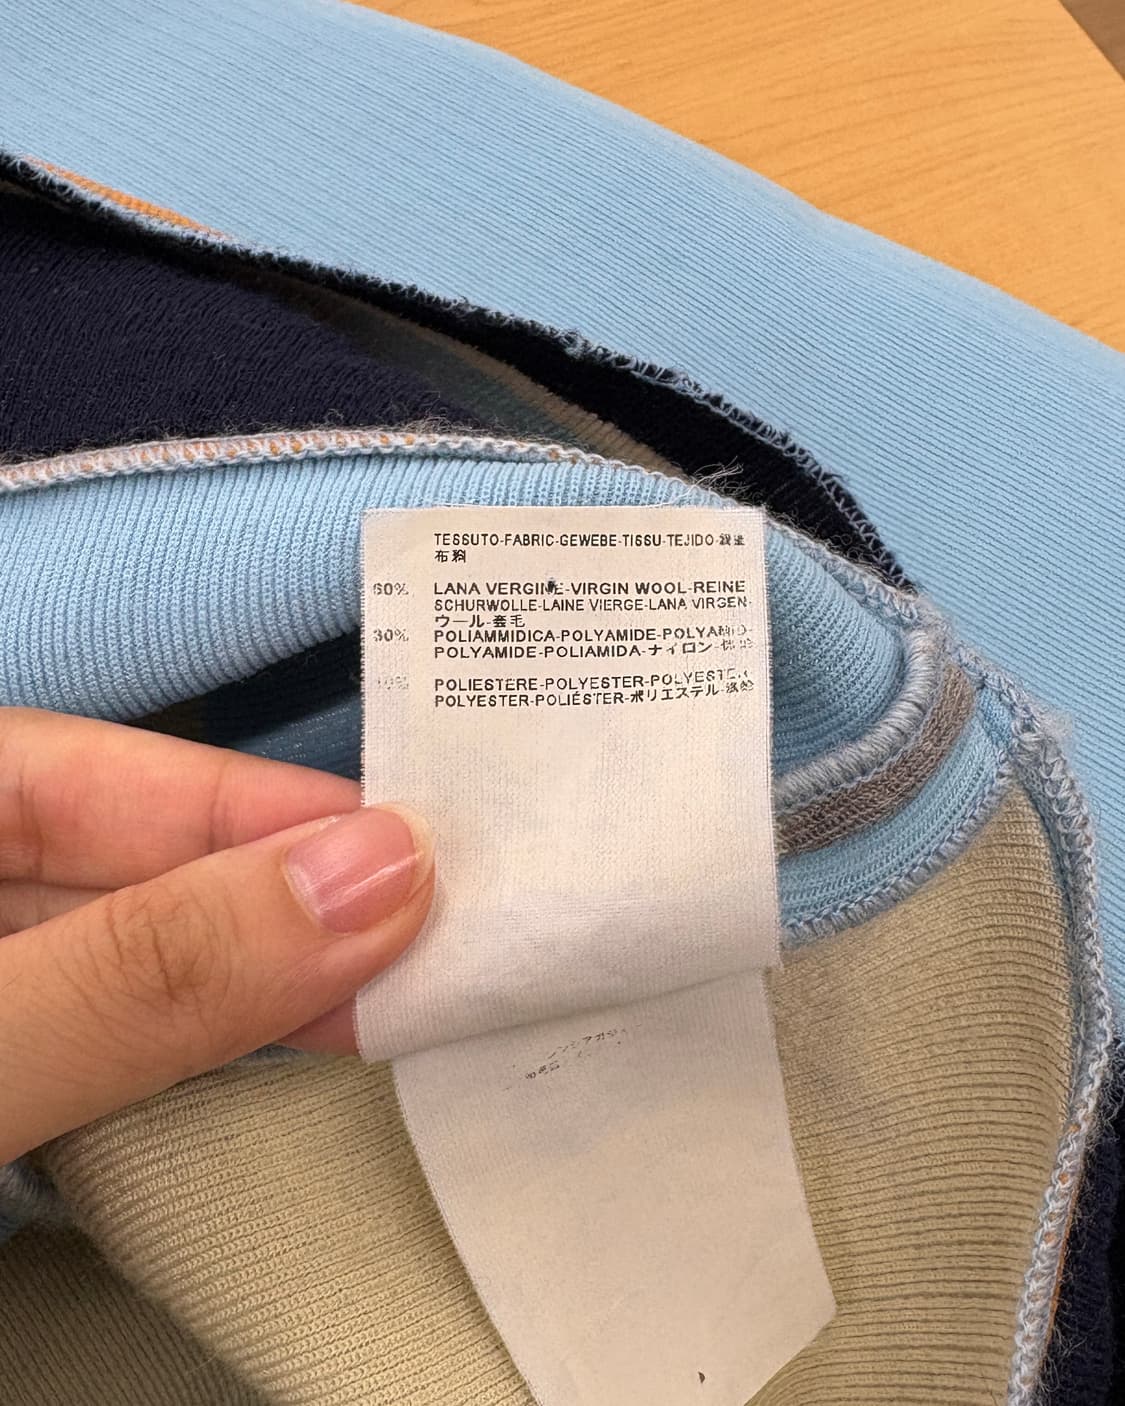 TESSUTO-FABRIC-GEWEBE-TISSU-TEJIDO-
布料
60% LANA VERGINE-VIRGIN WOOL-REINE
SCHURWOLLE-LAINE VIERGE-LANA VIRGEN-
ウール-养毛
30% POLIAMMIDICA-POLYAMIDE-
POLYAMIDE-POLIAMIDA-ナイロン-
10% POLIESTERE-POLYESTER-POLYESTER-
POLYESTER-POLIÉSTER-ポリエステル-